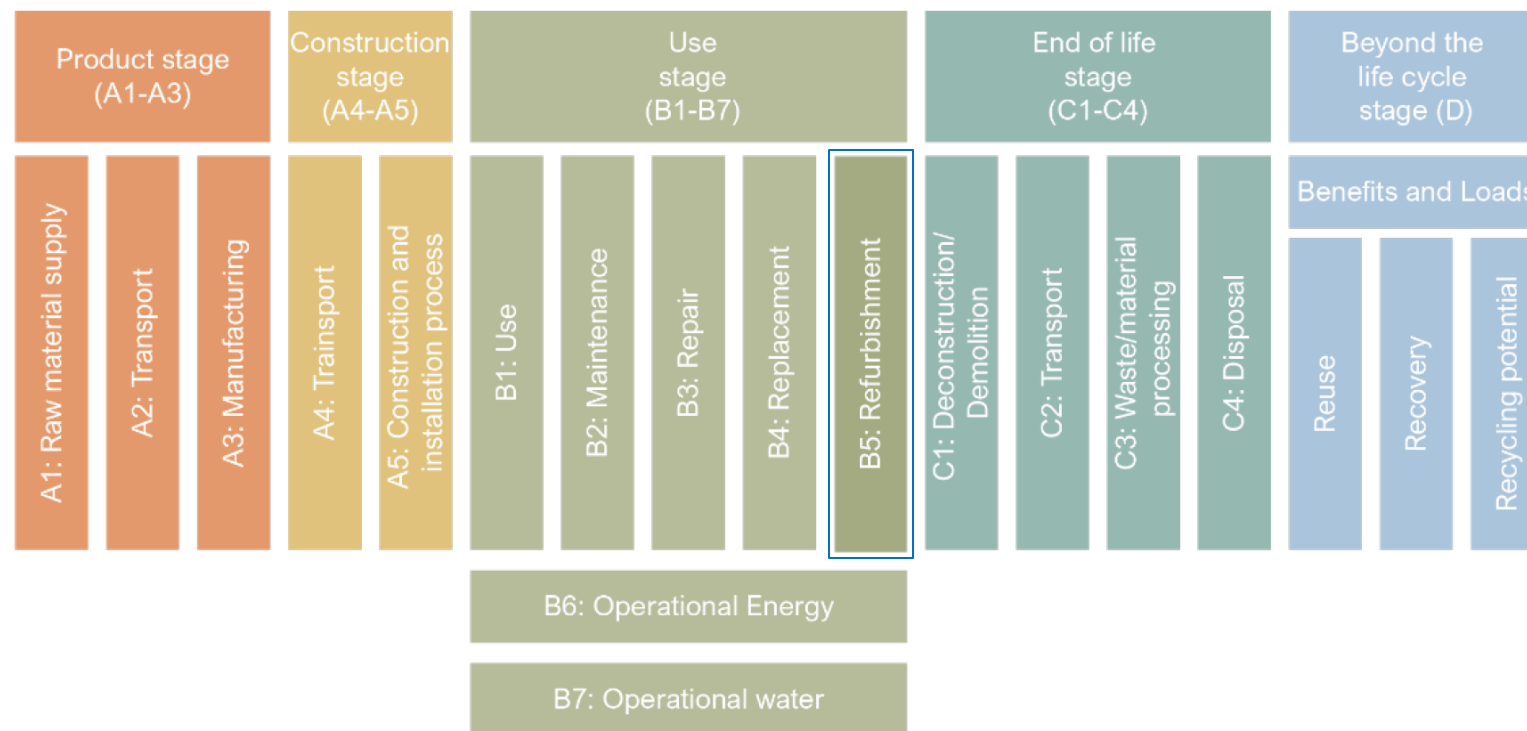 Product stage
(A1-A3)
Construction
stage
(A4-A5)
Use
stage
(B1-B7)
End of life
stage
(C1-C4)
Beyond the
life cycle
stage (D)
A1: Raw material supply
A2: Transport
A3: Manufacturing
A4: Trainsport
A5: Construction and
installation process
B1: Use
B2: Maintenance
B3: Repair
B4: Replacement
B5: Refurbishment
C1: Deconstruction/
Demolition
C2: Transport
C3: Waste/material
processing
C4: Disposal
Benefits and Loads
Reuse
Recovery
Recycling potential
B6: Operational Energy
B7: Operational water